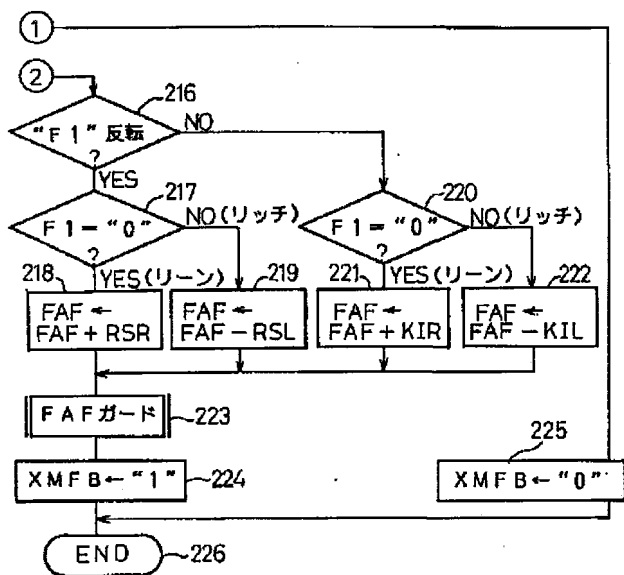 1
2
216
"F1"反転
?
NO
YES
217
F1="0"
?
NO(リッチ)
YES(リーン)
220
F1="0"
?
NO(リッチ)
YES(リーン)
218
FAF←
FAF+RSR
219
FAF←
FAF-RSL
221
FAF←
FAF+KIR
222
FAF←
FAF-KIL
FAFガード
223
XMFB←"1"
224
225
XMFB←"0"
END
226